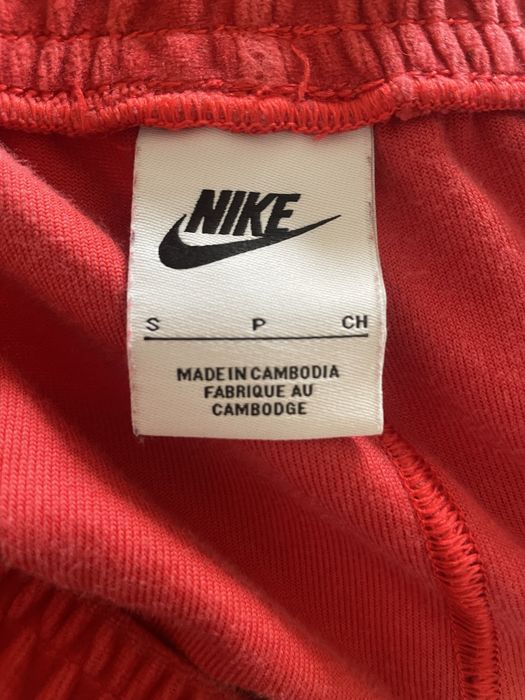 NIKE
S P CH
MADE IN CAMBODIA
FABRIQUE AU
CAMBODGE